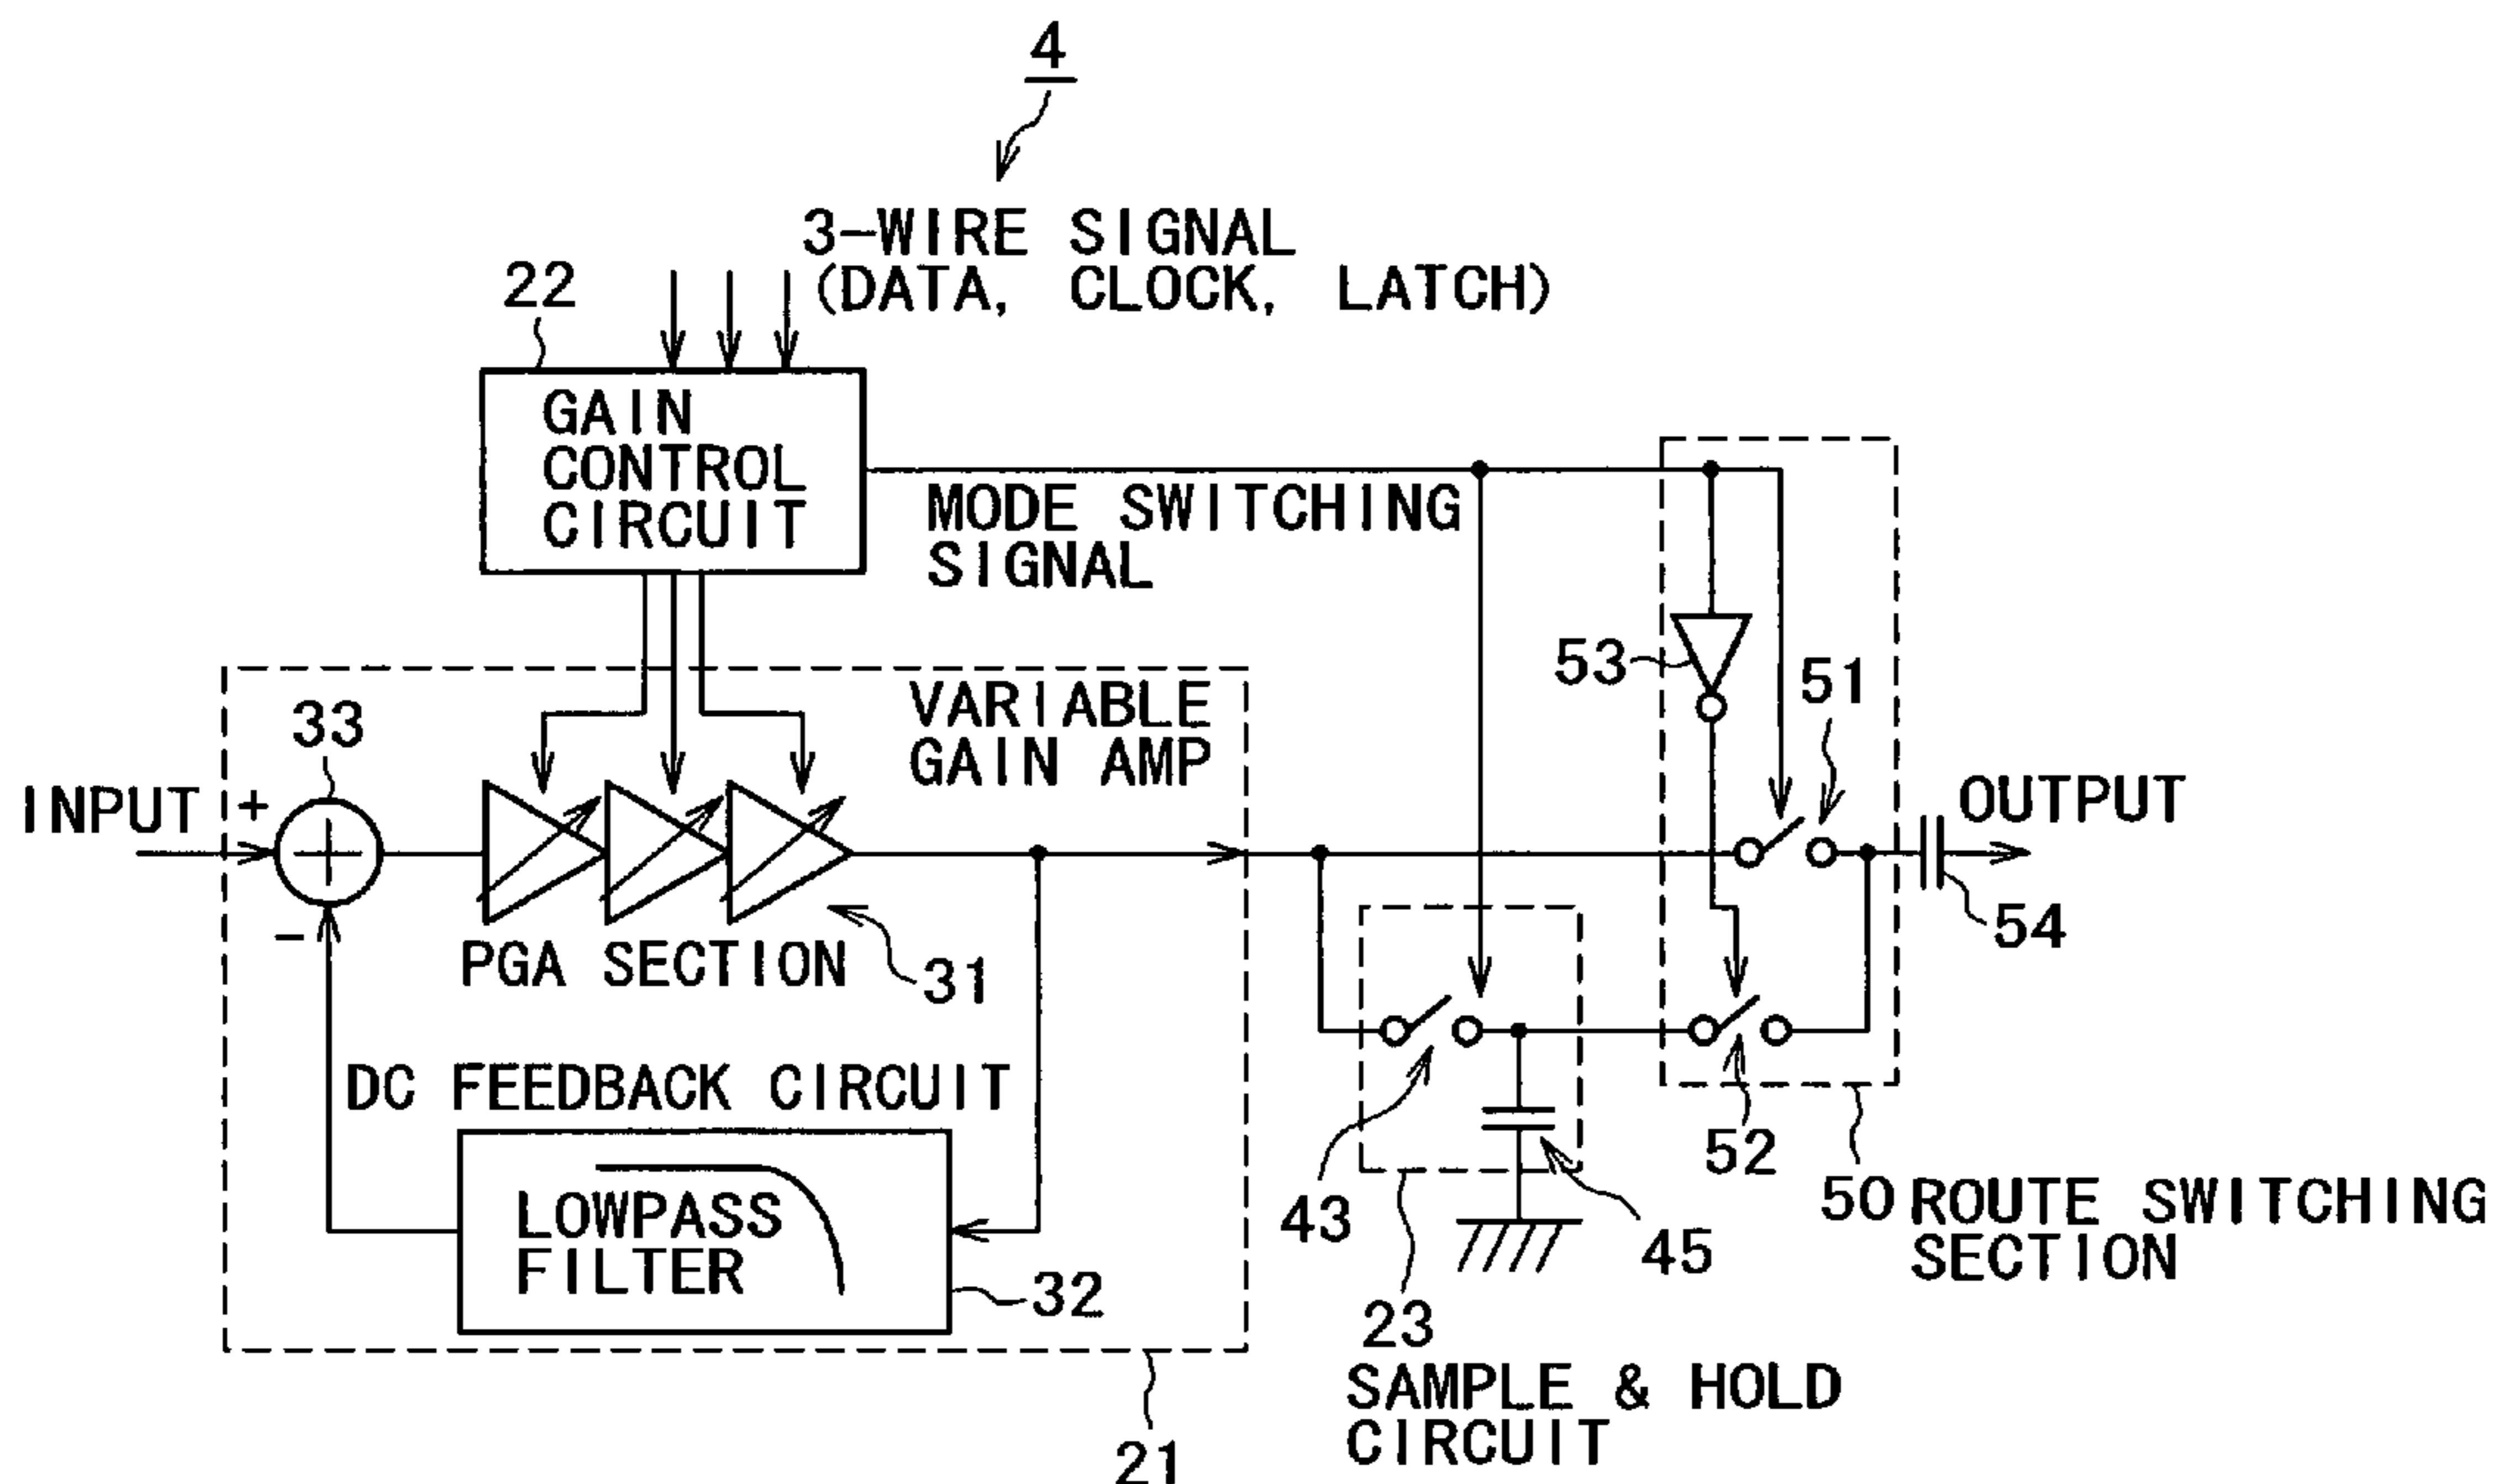 4
3-WIRE SIGNAL
(DATA, CLOCK, LATCH)
22
GAIN
CONTROL
CIRCUIT
MODE SWITCHING
SIGNAL
53
51
VARIABLE
GAIN AMP
33
INPUT
+
OUTPUT
-
54
PGA SECTION
31
DC FEEDBACK CIRCUIT
52
LOWPASS
FILTER
43
45
50 ROUTE SWITCHING
SECTION
32
23
SAMPLE & HOLD
CIRCUIT
21